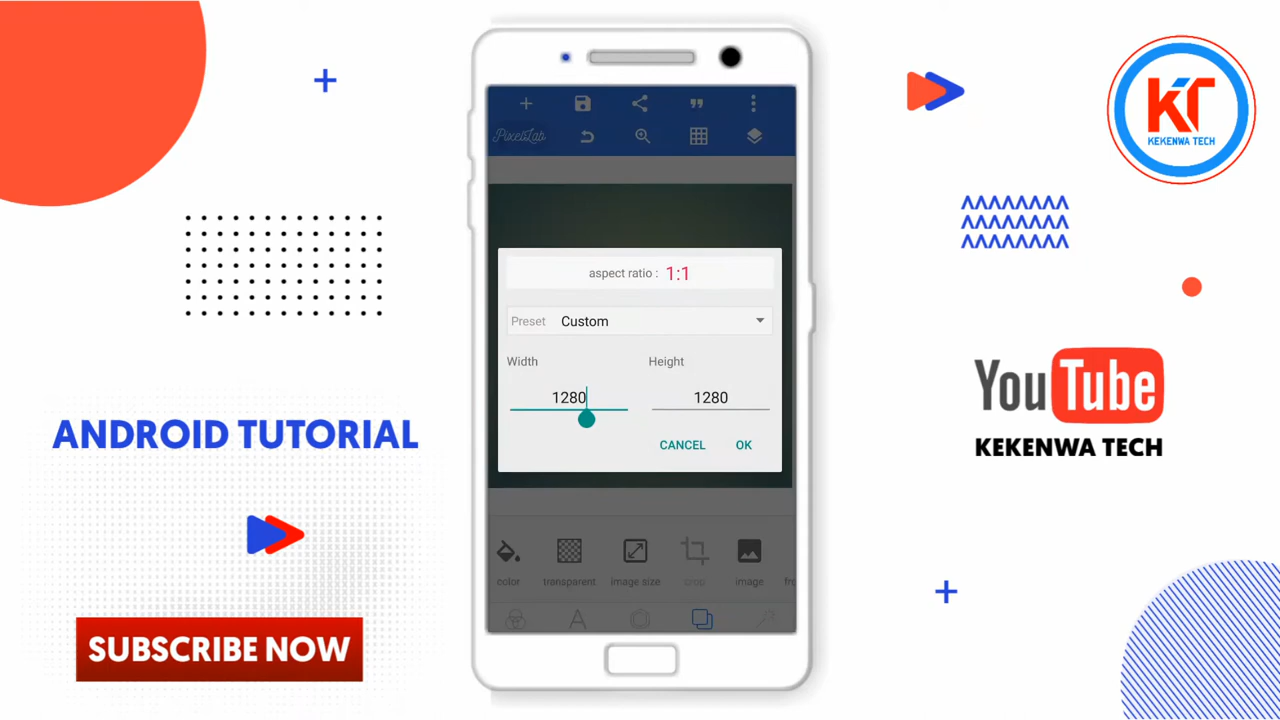 PixelLab
aspect ratio : 1:1
Preset Custom
Width Height
1280 1280
CANCEL OK
color transparent image size crop image
ANDROID TUTORIAL
SUBSCRIBE NOW
KT
KEKENWA TECH
YouTube
KEKENWA TECH